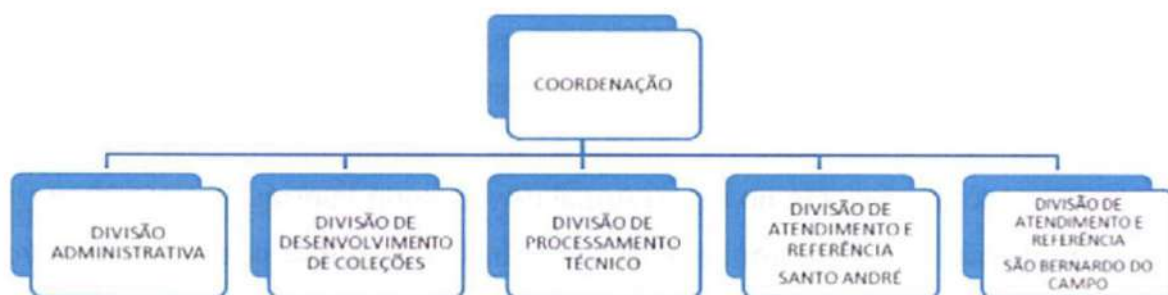 COORDENAÇÃO
DIVISÃO
ADMINISTRATIVA
DIVISÃO DE
DESENVOLVIMENTO
DE COLEÇÕES
DIVISÃO DE
PROCESSAMENTO
TÉCNICO
DIVISÃO DE
ATENDIMENTO E
REFERÊNCIA
SANTO ANDRÉ
DIVISÃO DE
ATENDIMENTO E
REFERÊNCIA
SÃO BERNARDO DO
CAMPO